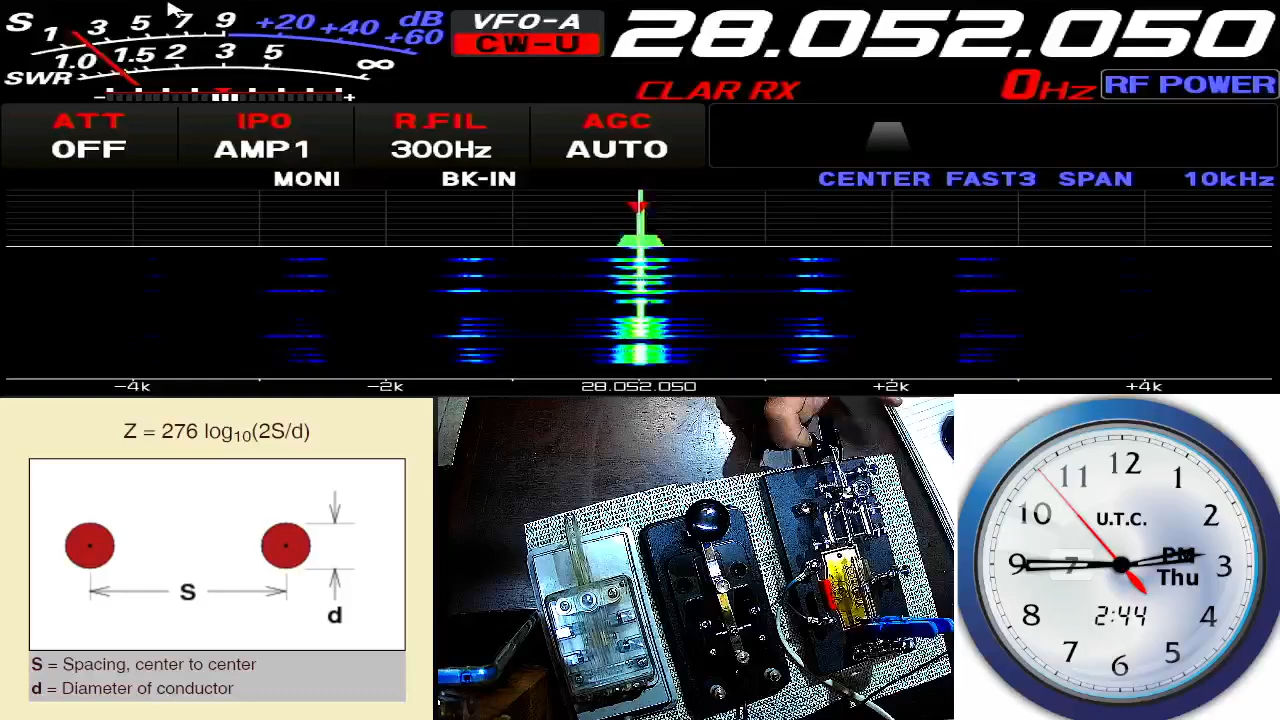 S 1 3 5 7 9 +20 +40 +60 dB
1.0 1.5 2 3 5 ∞
SWR
- +
VFO-A
CW-U
28.052.050
CLAR RX 0Hz RF POWER
ATT IPO R.FIL AGC
OFF AMP1 300Hz AUTO
MONI BK-IN CENTER FAST3 SPAN 10kHz
-4k -2k 28.052.050 +2k +4k
Z = 276 log₁₀(2S/d)
S
d
S = Spacing, center to center
d = Diameter of conductor
12
11 1
10 U.T.C. 2
PM
9 7 3
Thu
8 2:44 4
7 5
6